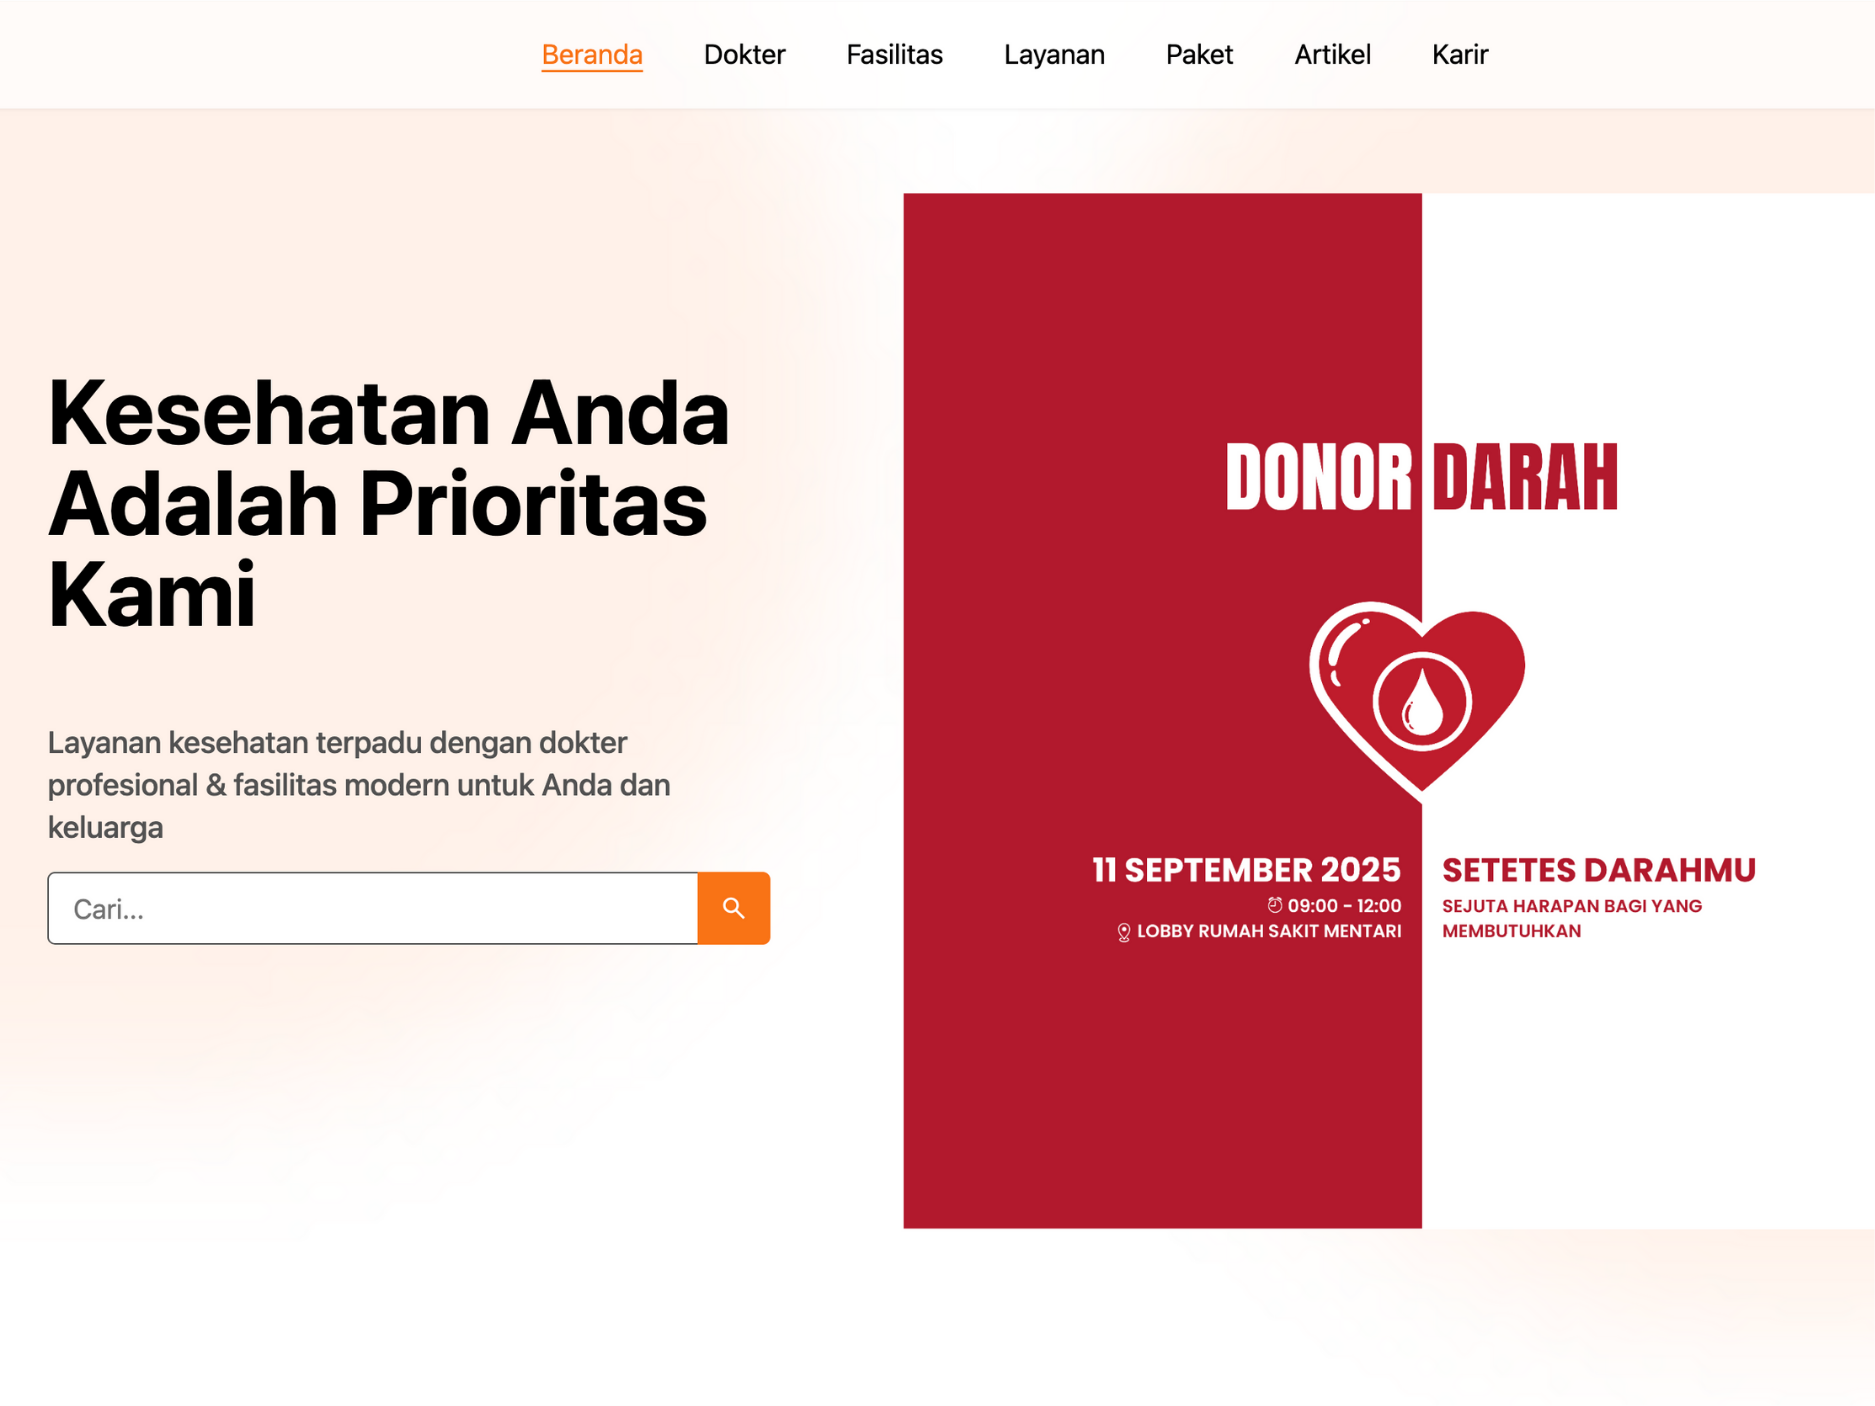 Beranda Dokter Fasilitas Layanan Paket Artikel Karir
Kesehatan Anda
Adalah Prioritas
Kami
Layanan kesehatan terpadu dengan dokter
profesional & fasilitas modern untuk Anda dan
keluarga
Cari...
DONOR DARAH
11 SEPTEMBER 2025
09:00 - 12:00
LOBBY RUMAH SAKIT MENTARI
SETETES DARAHMU
SEJUTA HARAPAN BAGI YANG
MEMBUTUHKAN